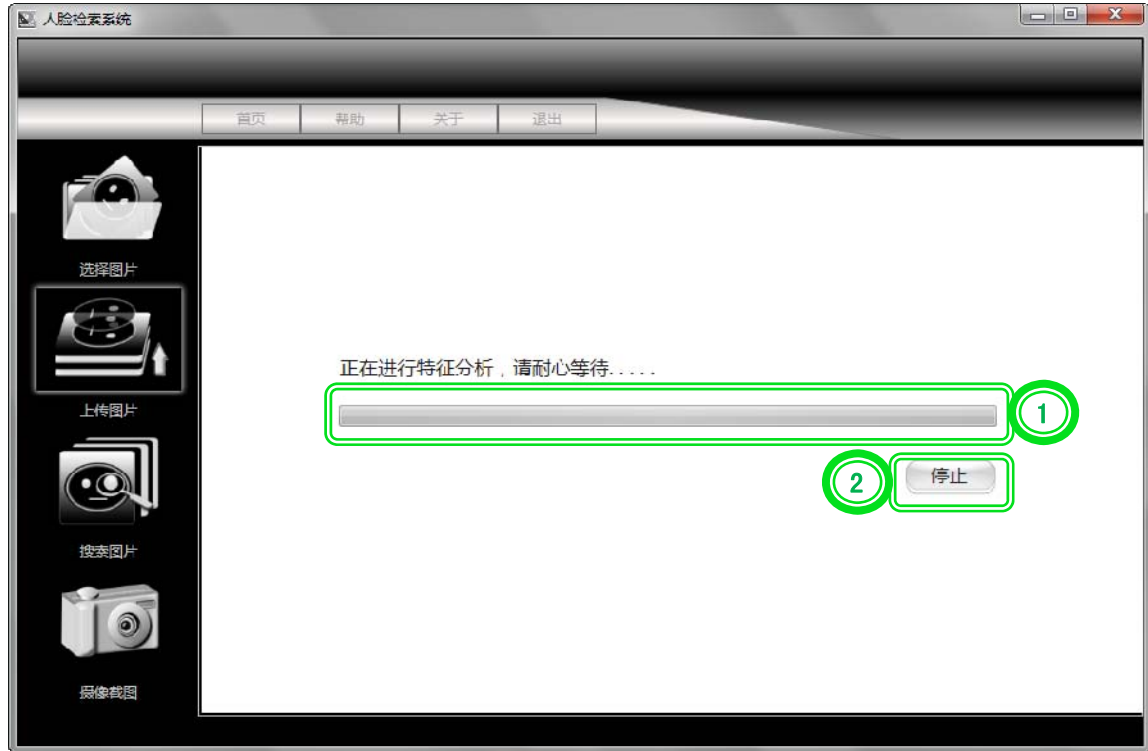 人脸检索系统
首页 帮助 关于 退出
选择图片
上传图片
正在进行特征分析，请耐心等待.....
1
2
停止
搜索图片
摄像截图